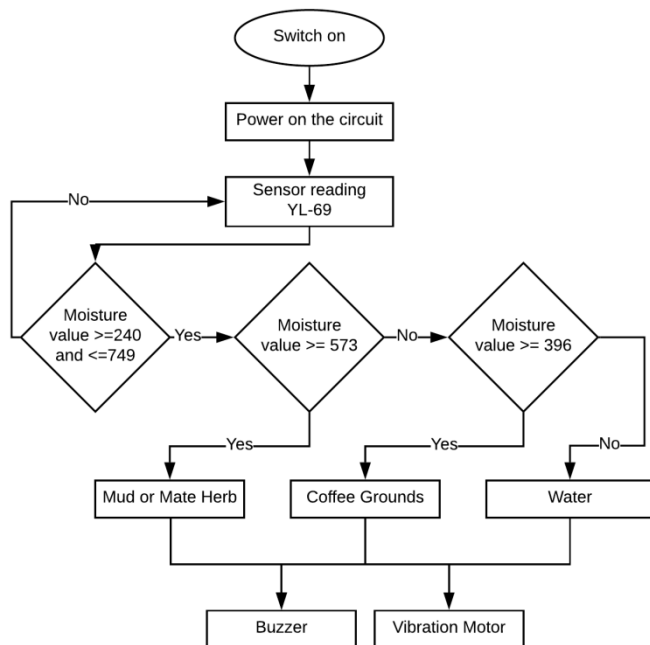 Switch on
Power on the circuit
Sensor reading
YL-69
No
Moisture
value >=240
and <=749
Yes
Moisture
value >= 573
No
Moisture
value >= 396
Yes
Yes
No
Mud or Mate Herb
Coffee Grounds
Water
Buzzer
Vibration Motor